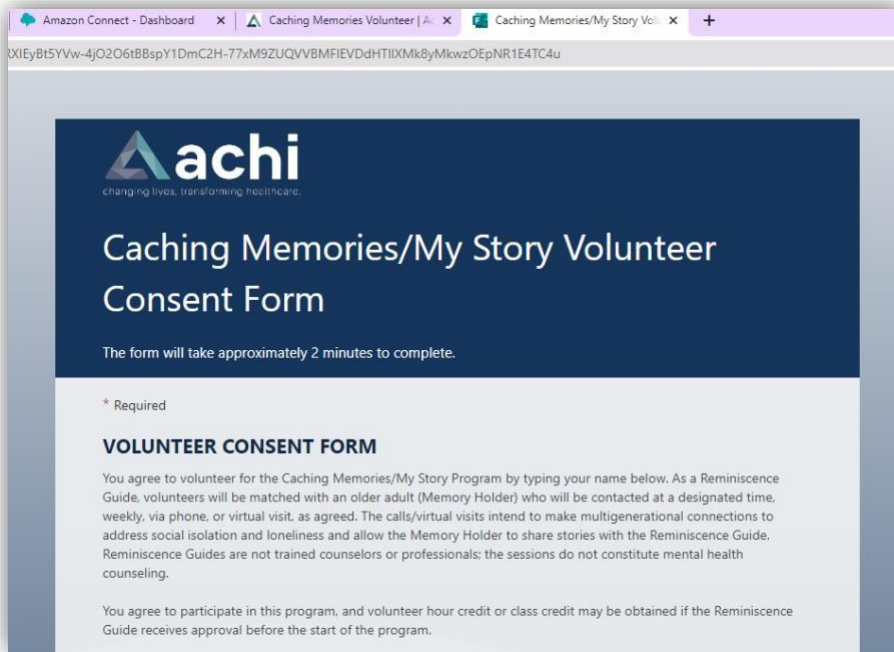 Amazon Connect - Dashboard
Caching Memories Volunteer | Ac
Caching Memories/My Story Vol
achi
changing lives, transforming healthcare.
Caching Memories/My Story Volunteer
Consent Form
The form will take approximately 2 minutes to complete.
* Required
VOLUNTEER CONSENT FORM
You agree to volunteer for the Caching Memories/My Story Program by typing your name below. As a Reminiscence
Guide, volunteers will be matched with an older adult (Memory Holder) who will be contacted at a designated time,
weekly, via phone, or virtual visit, as agreed. The calls/virtual visits intend to make multigenerational connections to
address social isolation and loneliness and allow the Memory Holder to share stories with the Reminiscence Guide.
Reminiscence Guides are not trained counselors or professionals; the sessions do not constitute mental health
counseling.
You agree to participate in this program, and volunteer hour credit or class credit may be obtained if the Reminiscence
Guide receives approval before the start of the program.